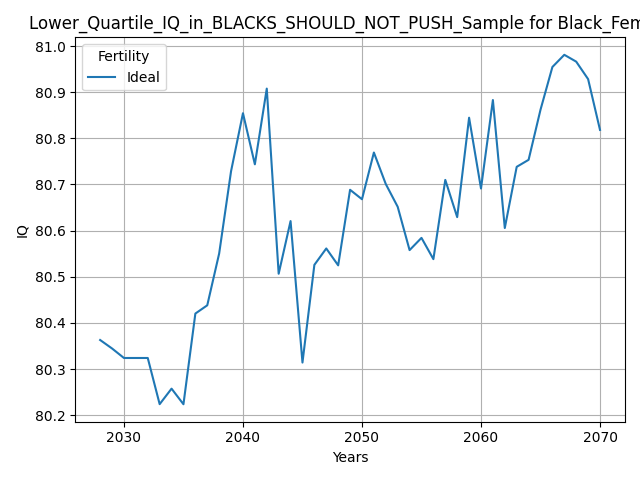 Lower_Quartile_IQ_in_BLACKS_SHOULD_NOT_PUSH_Sample for Black_Fem
81.0
80.9
80.8
80.7
80.6
80.5
80.4
80.3
80.2
IQ
Fertility
Ideal
2030 2040 2050 2060 2070
Years